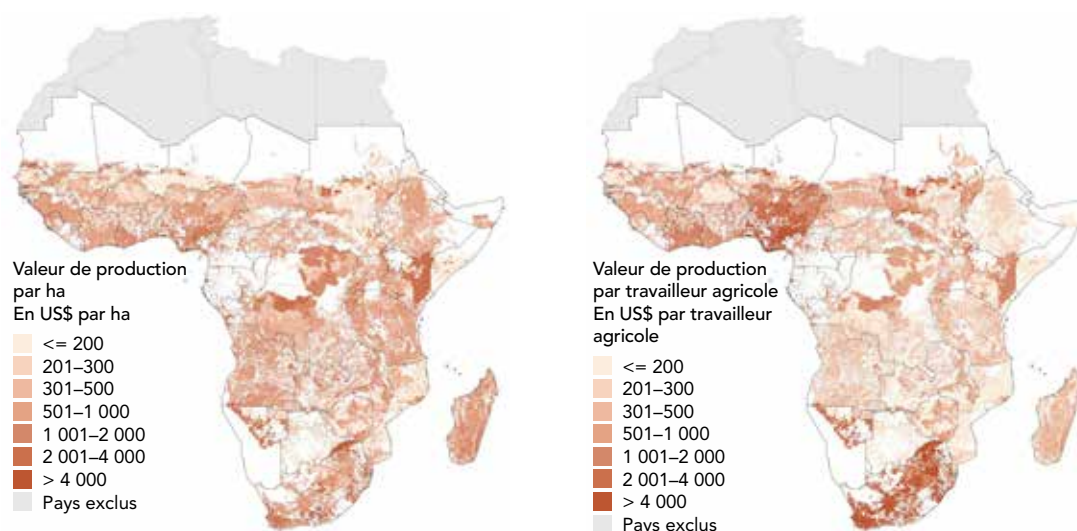 Valeur de production
par ha
En US$ par ha
<= 200
201–300
301–500
501–1 000
1 001–2 000
2 001–4 000
> 4 000
Pays exclus
Valeur de production
par travailleur agricole
En US$ par travailleur
agricole
<= 200
201–300
301–500
501–1 000
1 001–2 000
2 001–4 000
> 4 000
Pays exclus